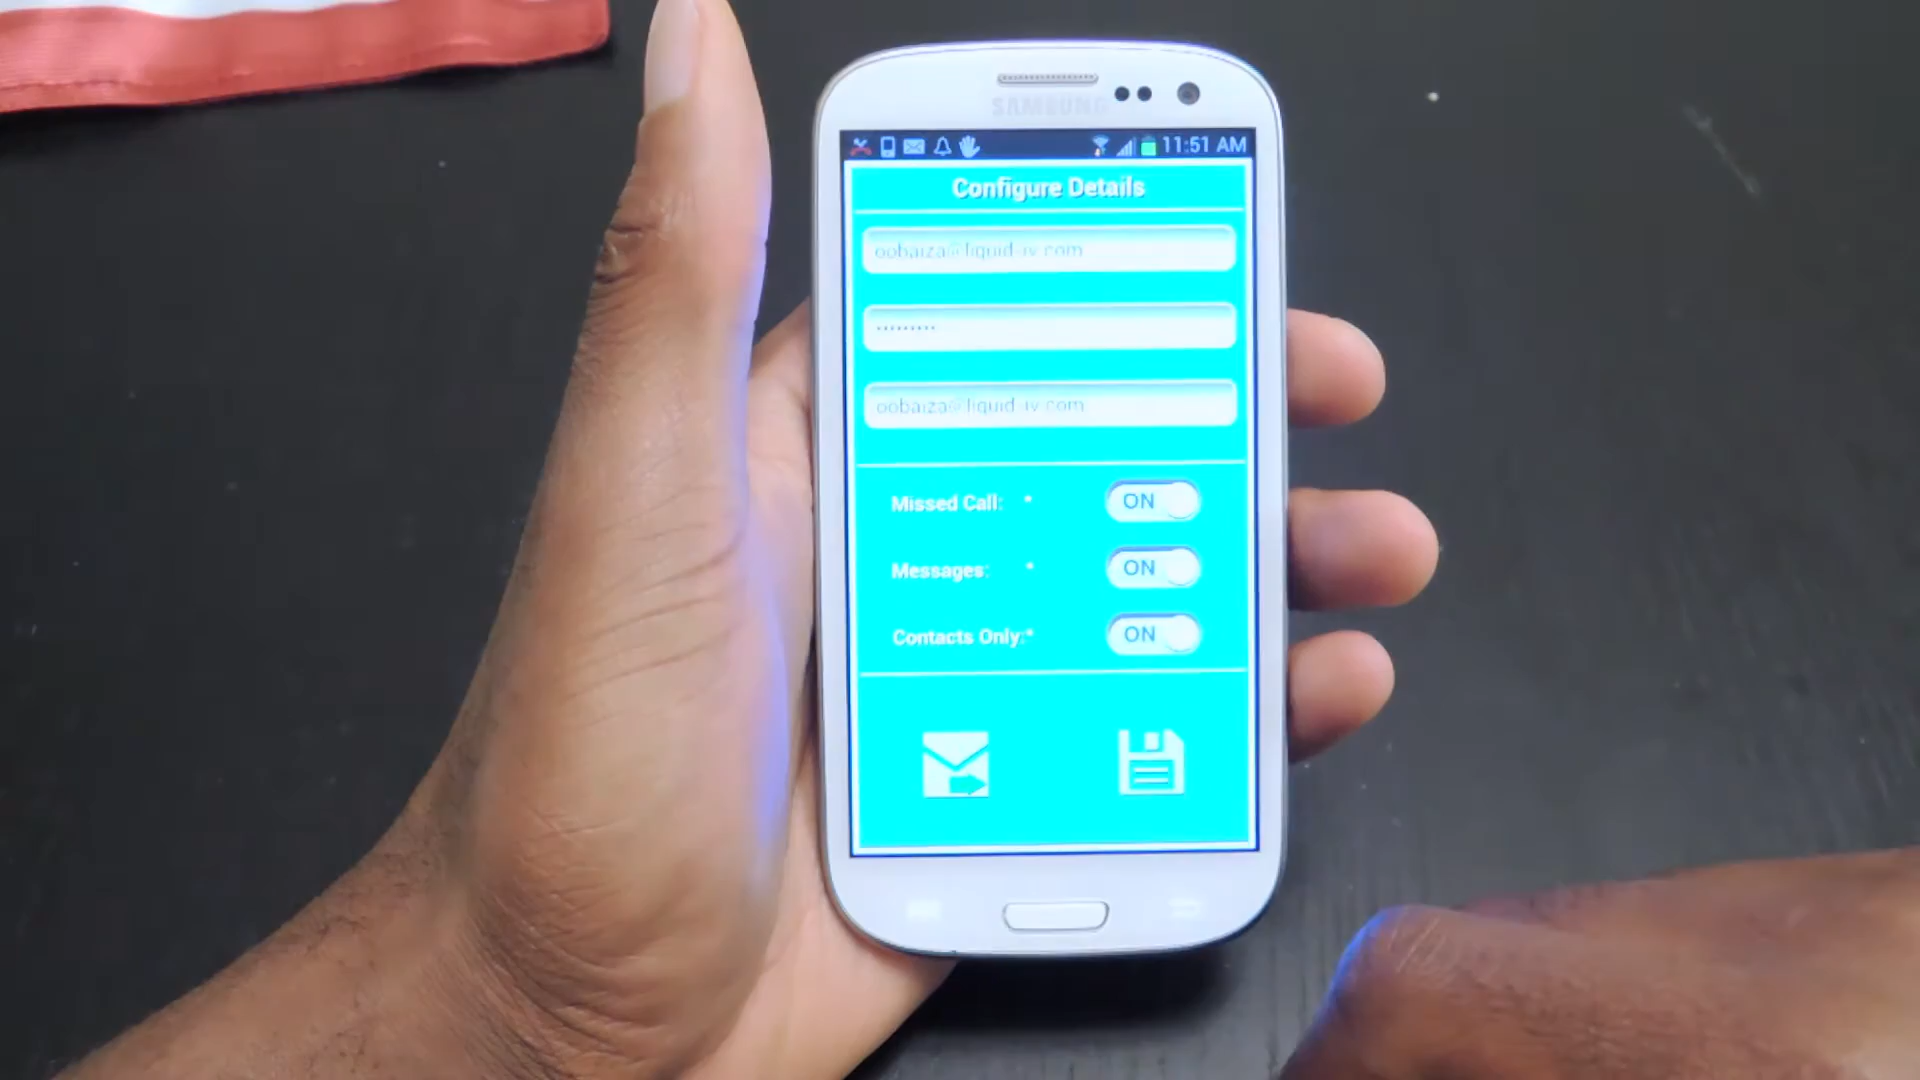 SAMSUNG
11:51 AM
Configure Details
oobaiza@liquid-iv.com
•••••••••
oobaiza@liquid-iv.com
Missed Call: * ON
Messages: * ON
Contacts Only:* ON